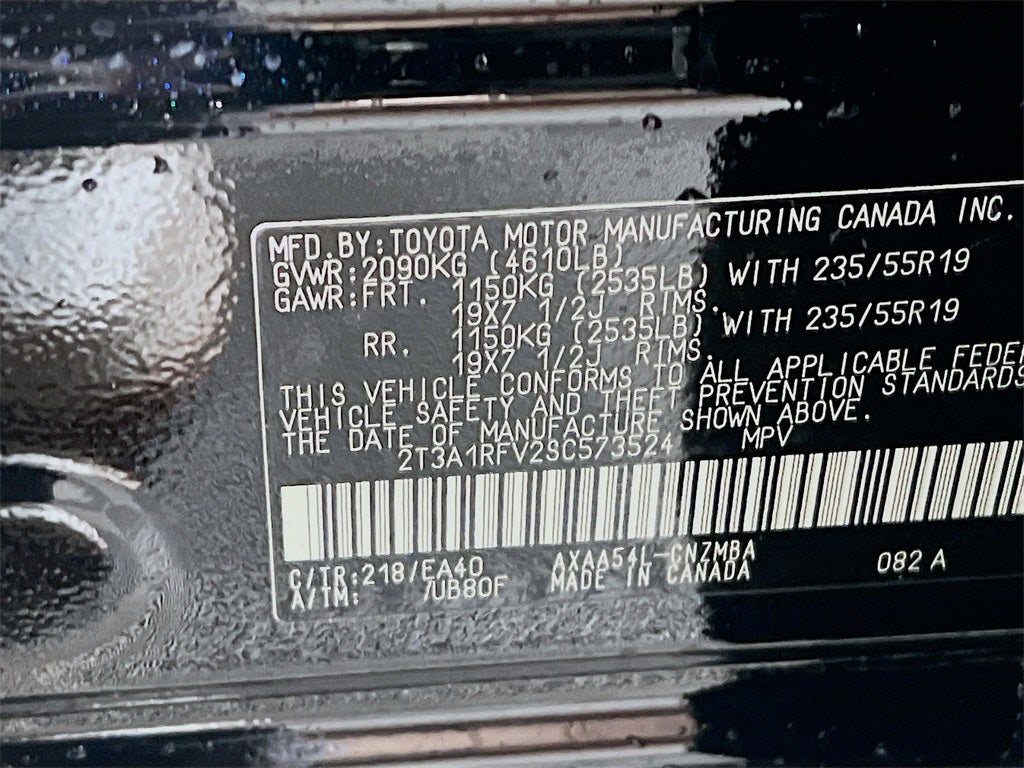 MFD.BY:TOYOTA MOTOR MANUFACTURING CANADA INC.
GVWR:2090KG (4610LB)
GAWR:FRT. 1150KG (2535LB) WITH 235/55R19
19X7 1/2J RIMS.
RR. 1150KG (2535LB) WITH 235/55R19
19X7 1/2J RIMS.
THIS VEHICLE CONFORMS TO ALL APPLICABLE
VEHICLE SAFETY AND THEFT PREVENTION STANDARDS
THE DATE OF MANUFACTURE SHOWN ABOVE.
2T3A1RFV2SC573524 MPV
C/TR:218/EA40 AXAA54L-CNZMBA 082 A
A/TM: /UB80F MADE IN CANADA